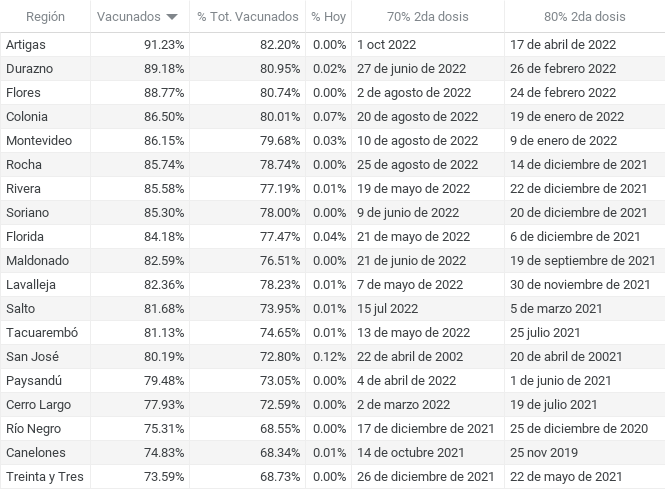 Región Vacunados % Tot. Vacunados % Hoy 70% 2da dosis 80% 2da dosis
Artigas 91.23% 82.20% 0.00% 1 oct 2022 17 de abril de 2022
Durazno 89.18% 80.95% 0.02% 27 de junio de 2022 26 de febrero 2022
Flores 88.77% 80.74% 0.00% 2 de agosto de 2022 24 de febrero 2022
Colonia 86.50% 80.01% 0.07% 20 de agosto de 2022 19 de enero de 2022
Montevideo 86.15% 79.68% 0.03% 10 de agosto de 2022 9 de enero de 2022
Rocha 85.74% 78.74% 0.00% 25 de agosto de 2022 14 de diciembre de 2021
Rivera 85.58% 77.19% 0.01% 19 de mayo de 2022 22 de diciembre de 2021
Soriano 85.30% 78.00% 0.00% 9 de junio de 2022 20 de diciembre de 2021
Florida 84.18% 77.47% 0.04% 21 de mayo de 2022 6 de diciembre de 2021
Maldonado 82.59% 76.51% 0.00% 21 de junio de 2022 19 de septiembre de 2021
Lavalleja 82.36% 78.23% 0.01% 7 de mayo de 2022 30 de noviembre de 2021
Salto 81.68% 73.95% 0.01% 15 jul 2022 5 de marzo 2021
Tacuarembó 81.13% 74.65% 0.01% 13 de mayo de 2022 25 julio 2021
San José 80.19% 72.80% 0.12% 22 de abril de 2002 20 de abril de 20021
Paysandú 79.48% 73.05% 0.00% 4 de abril de 2022 1 de junio de 2021
Cerro Largo 77.93% 72.59% 0.00% 2 de marzo 2022 19 de julio 2021
Río Negro 75.31% 68.55% 0.00% 17 de diciembre de 2021 25 de diciembre de 2020
Canelones 74.83% 68.34% 0.01% 14 de octubre 2021 25 nov 2019
Treinta y Tres 73.59% 68.73% 0.00% 26 de diciembre de 2021 22 de mayo de 2021